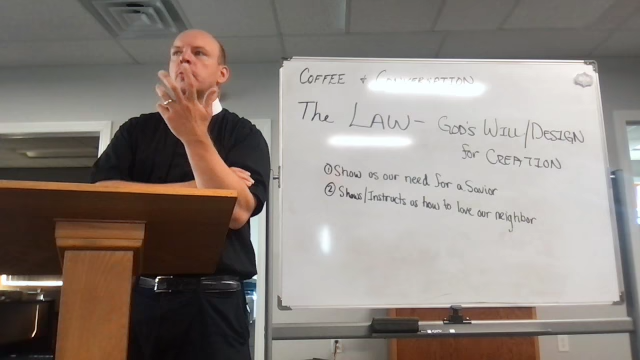 COFFEE + CONVERSATION
The LAW - GOD'S WILL/DESIGN
for CREATION
① Show us our need for a Savior
② Shows/Instructs us how to love our neighbor